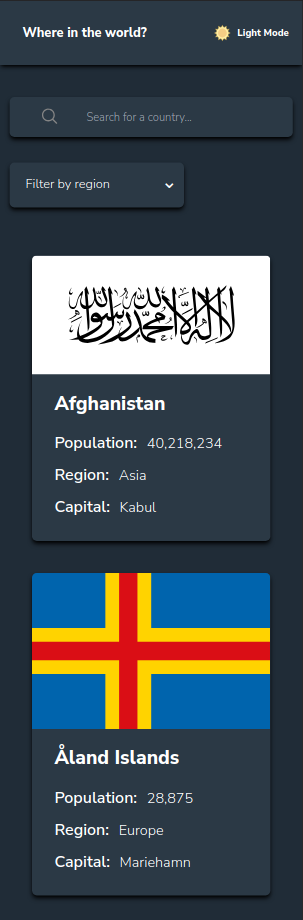 Where in the world?
Light Mode
Search for a country...
Filter by region
لا إله إلا الله محمد رسول الله
Afghanistan
Population: 40,218,234
Region: Asia
Capital: Kabul
Åland Islands
Population: 28,875
Region: Europe
Capital: Mariehamn